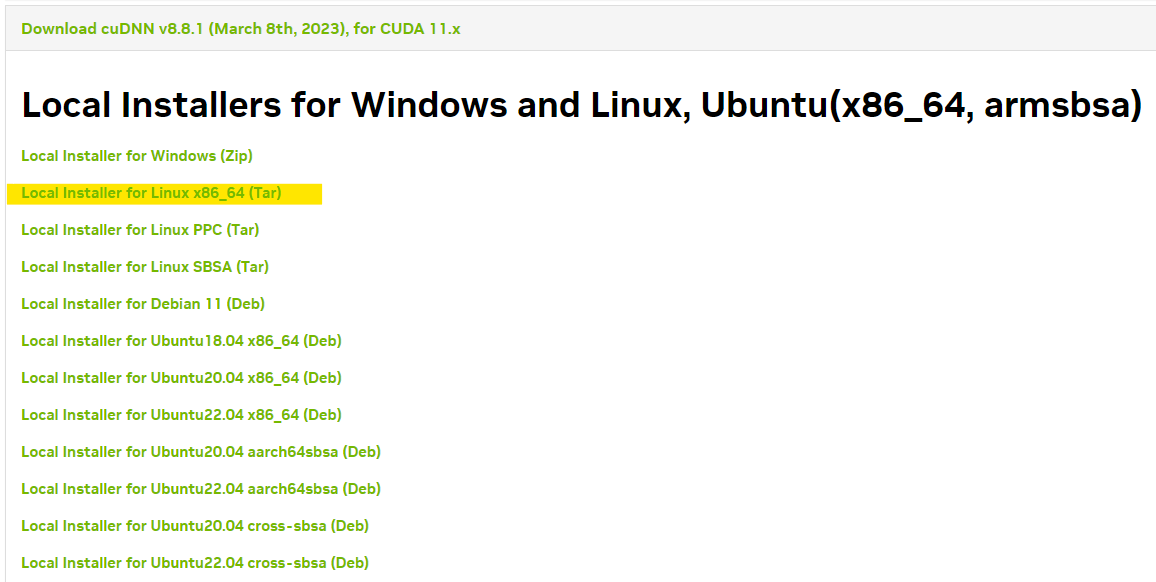 Download cuDNN v8.8.1 (March 8th, 2023), for CUDA 11.x
Local Installers for Windows and Linux, Ubuntu(x86_64, armsbsa)
Local Installer for Windows (Zip)
Local Installer for Linux x86_64 (Tar)
Local Installer for Linux PPC (Tar)
Local Installer for Linux SBSA (Tar)
Local Installer for Debian 11 (Deb)
Local Installer for Ubuntu18.04 x86_64 (Deb)
Local Installer for Ubuntu20.04 x86_64 (Deb)
Local Installer for Ubuntu22.04 x86_64 (Deb)
Local Installer for Ubuntu20.04 aarch64sbsa (Deb)
Local Installer for Ubuntu22.04 aarch64sbsa (Deb)
Local Installer for Ubuntu20.04 cross-sbsa (Deb)
Local Installer for Ubuntu22.04 cross-sbsa (Deb)